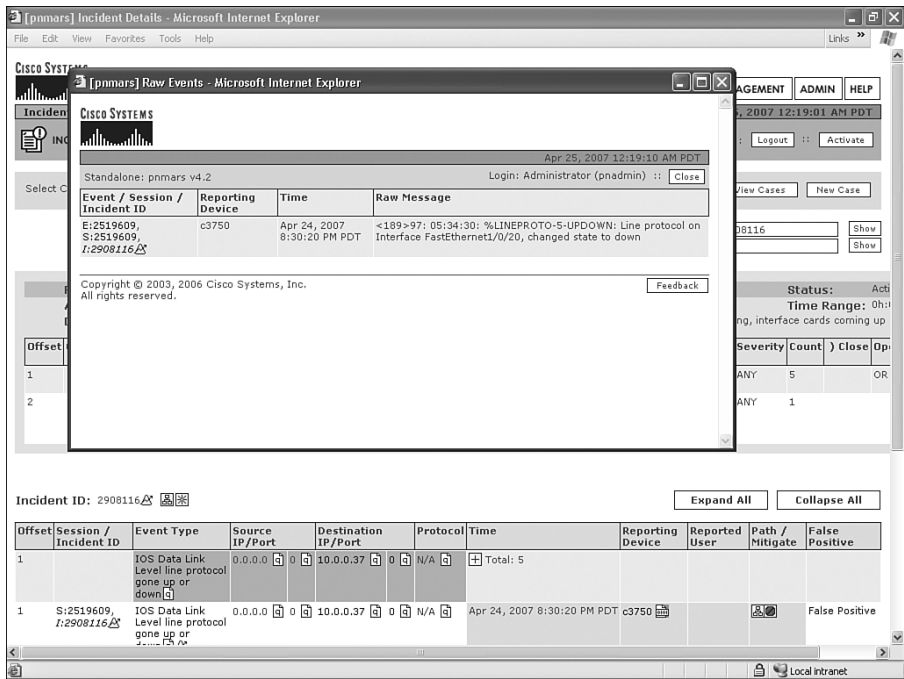 [pnmars] Incident Details - Microsoft Internet Explorer
File Edit View Favorites Tools Help
Links »
CISCO SYSTEMS
AGEMENT ADMIN HELP
Inciden
, 2007 12:19:01 AM PDT
INC
:: Logout :: Activate
Select C
View Cases New Case
08116 Show
Show
[pnmars] Raw Events - Microsoft Internet Explorer
CISCO SYSTEMS
Apr 25, 2007 12:19:10 AM PDT
Standalone: pnmars v4.2
Login: Administrator (pnadmin) :: Close
Event / Session / Incident ID Reporting Device Time Raw Message
E:2519609, S:2519609, I:2908116
c3750
Apr 24, 2007 8:30:20 PM PDT
<189>97: 05:34:30: %LINEPROTO-5-UPDOWN: Line protocol on Interface FastEthernet1/0/20, changed state to down
Copyright © 2003, 2006 Cisco Systems, Inc.
All rights reserved.
Feedback
Status: Acti
Time Range: 0h:
ng, interface cards coming up
Offset
Severity Count ) Close Op
1 ANY 5 OR
2 ANY 1
Incident ID: 2908116
Expand All Collapse All
Offset Session / Incident ID Event Type Source IP/Port Destination IP/Port Protocol Time Reporting Device Reported User Path / Mitigate False Positive
1 IOS Data Link Level line protocol gone up or down q 0.0.0.0 q 0 q 10.0.0.37 q 0 q N/A q + Total: 5
1 S:2519609, I:2908116 IOS Data Link Level line protocol gone up or 0.0.0.0 q 0 q 10.0.0.37 q 0 q N/A q Apr 24, 2007 8:30:20 PM PDT c3750 False Positive
Local intranet